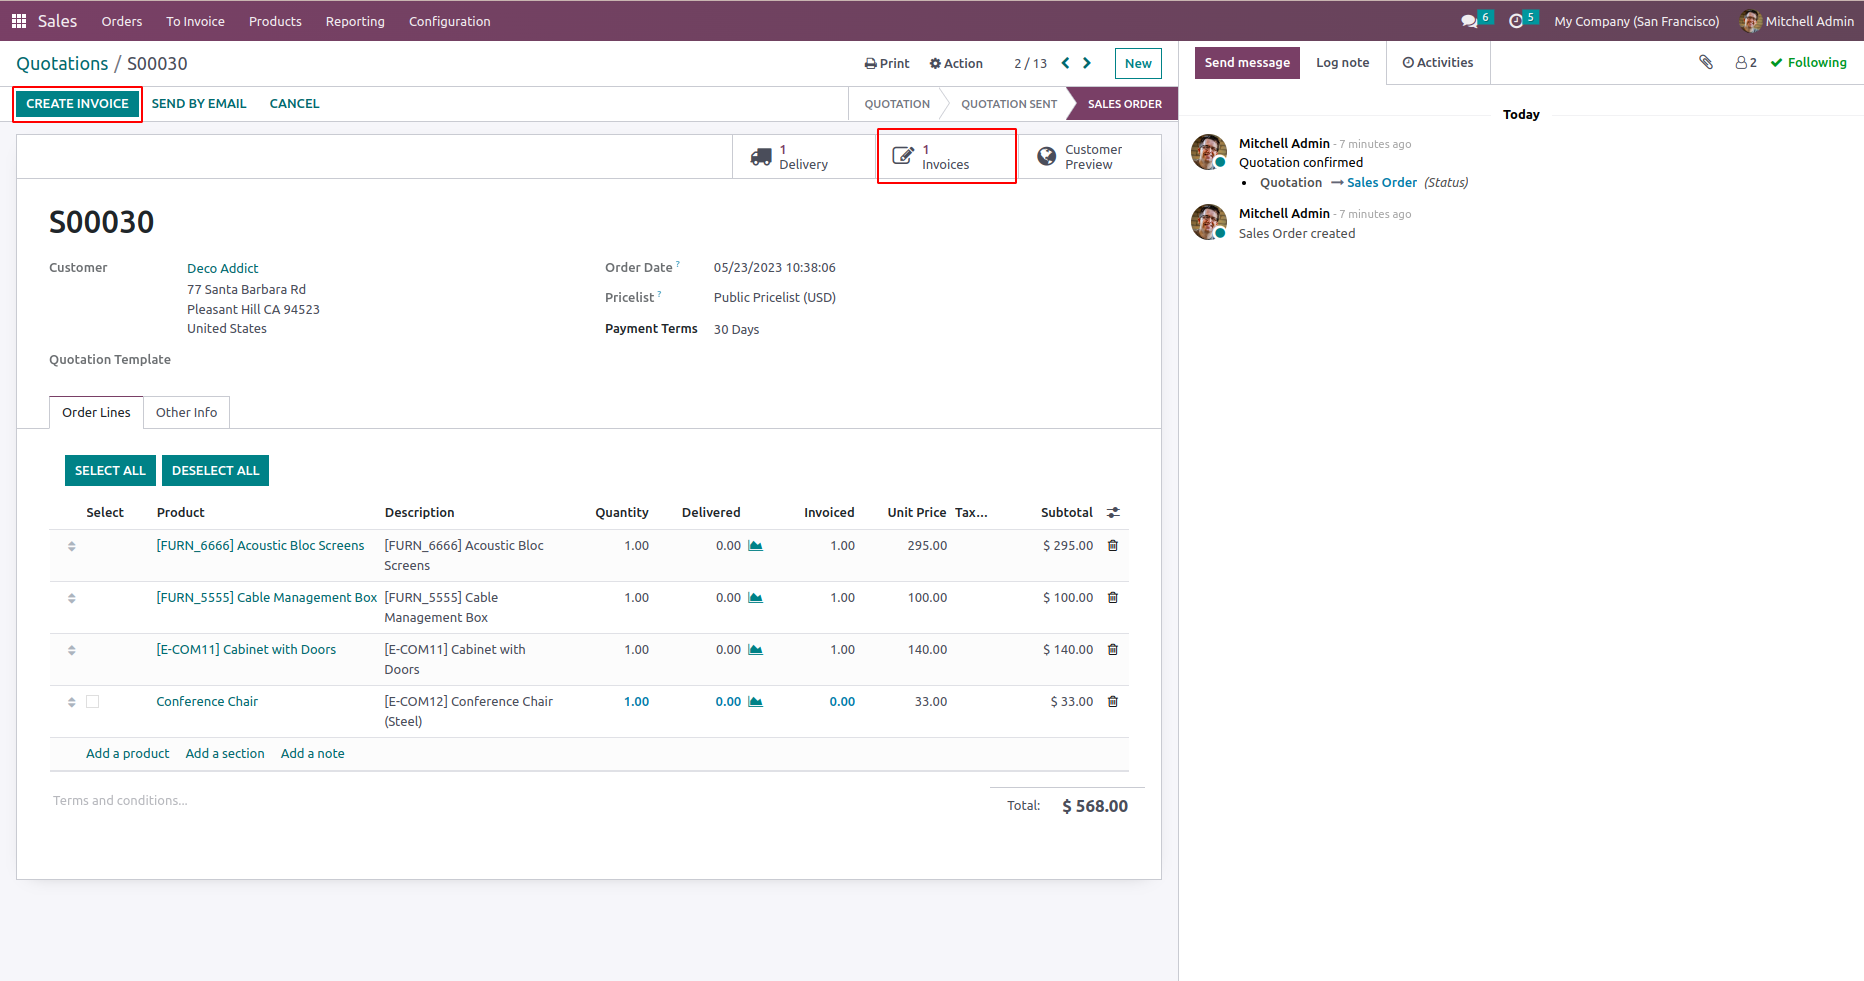 Sales Orders To Invoice Products Reporting Configuration 6 5 My Company (San Francisco) Mitchell Admin
Quotations / S00030 Print Action 2 / 13 New
CREATE INVOICE SEND BY EMAIL CANCEL QUOTATION QUOTATION SENT SALES ORDER
1
Delivery
1
Invoices
Customer
Preview
S00030
Customer Deco Addict
77 Santa Barbara Rd
Pleasant Hill CA 94523
United States
Quotation Template
Order Date ? 05/23/2023 10:38:06
Pricelist ? Public Pricelist (USD)
Payment Terms 30 Days
Order Lines Other Info
SELECT ALL DESELECT ALL
Select Product Description Quantity Delivered Invoiced Unit Price Tax... Subtotal
[FURN_6666] Acoustic Bloc Screens [FURN_6666] Acoustic Bloc 1.00 0.00 1.00 295.00 $ 295.00
Screens
[FURN_5555] Cable Management Box [FURN_5555] Cable 1.00 0.00 1.00 100.00 $ 100.00
Management Box
[E-COM11] Cabinet with Doors [E-COM11] Cabinet with 1.00 0.00 1.00 140.00 $ 140.00
Doors
Conference Chair [E-COM12] Conference Chair 1.00 0.00 0.00 33.00 $ 33.00
(Steel)
Add a product Add a section Add a note
Terms and conditions...
Total: $ 568.00
Send message Log note Activities 2 Following
Today
Mitchell Admin - 7 minutes ago
Quotation confirmed
• Quotation → Sales Order (Status)
Mitchell Admin - 7 minutes ago
Sales Order created